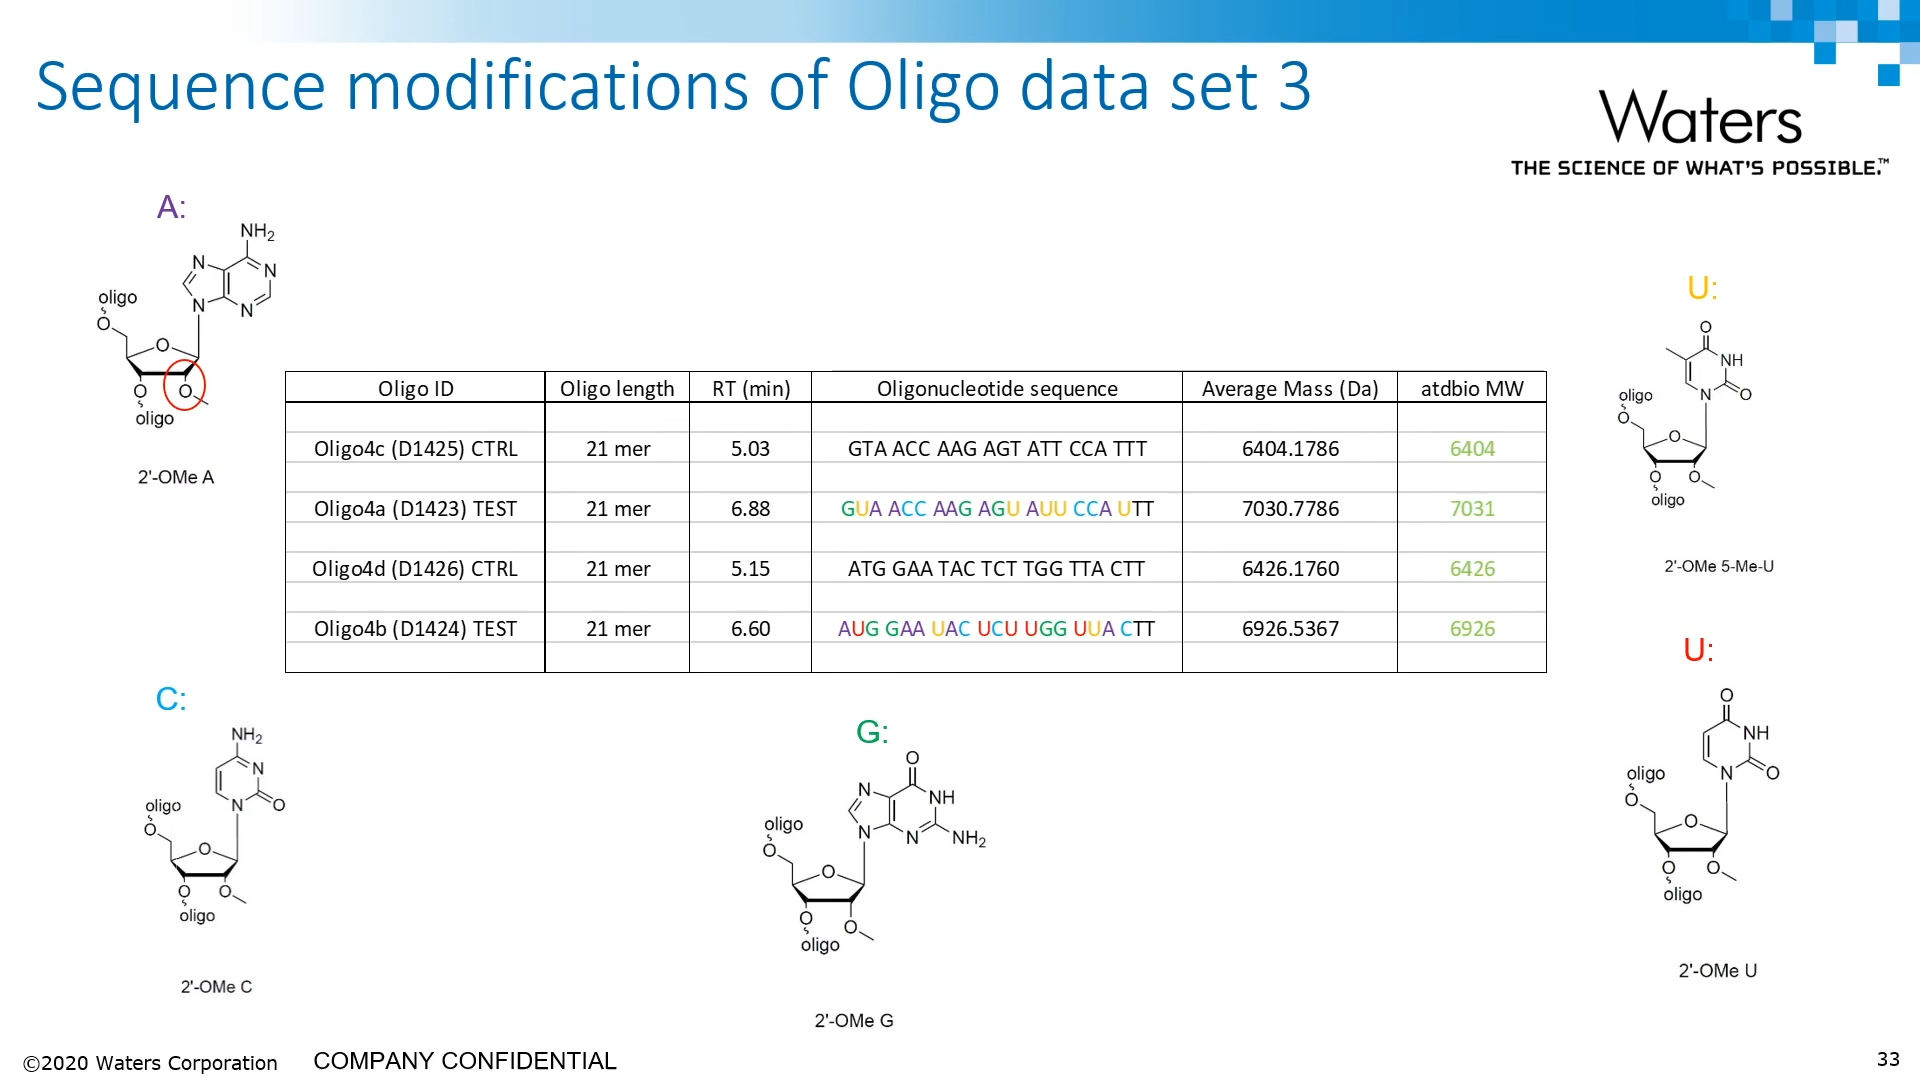 Sequence modifications of Oligo data set 3
Waters
THE SCIENCE OF WHAT'S POSSIBLE.™
A:
NH2
N
N
N
N
oligo
O
O
O
O
oligo
2'-OMe A
U:
O
NH
N
O
oligo
O
O
O
O
oligo
2'-OMe 5-Me-U
Oligo ID Oligo length RT (min) Oligonucleotide sequence Average Mass (Da) atdbio MW
Oligo4c (D1425) CTRL 21 mer 5.03 GTA ACC AAG AGT ATT CCA TTT 6404.1786 6404
Oligo4a (D1423) TEST 21 mer 6.88 GUA ACC AAG AGU AUU CCA UTT 7030.7786 7031
Oligo4d (D1426) CTRL 21 mer 5.15 ATG GAA TAC TCT TGG TTA CTT 6426.1760 6426
Oligo4b (D1424) TEST 21 mer 6.60 AUG GAA UAC UCU UGG UUA CTT 6926.5367 6926
C:
NH2
N
N
O
oligo
O
O
O
O
oligo
2'-OMe C
G:
O
N
NH
N
N
NH2
oligo
O
O
O
O
oligo
2'-OMe G
U:
O
NH
N
O
oligo
O
O
O
O
oligo
2'-OMe U
©2020 Waters Corporation COMPANY CONFIDENTIAL 33